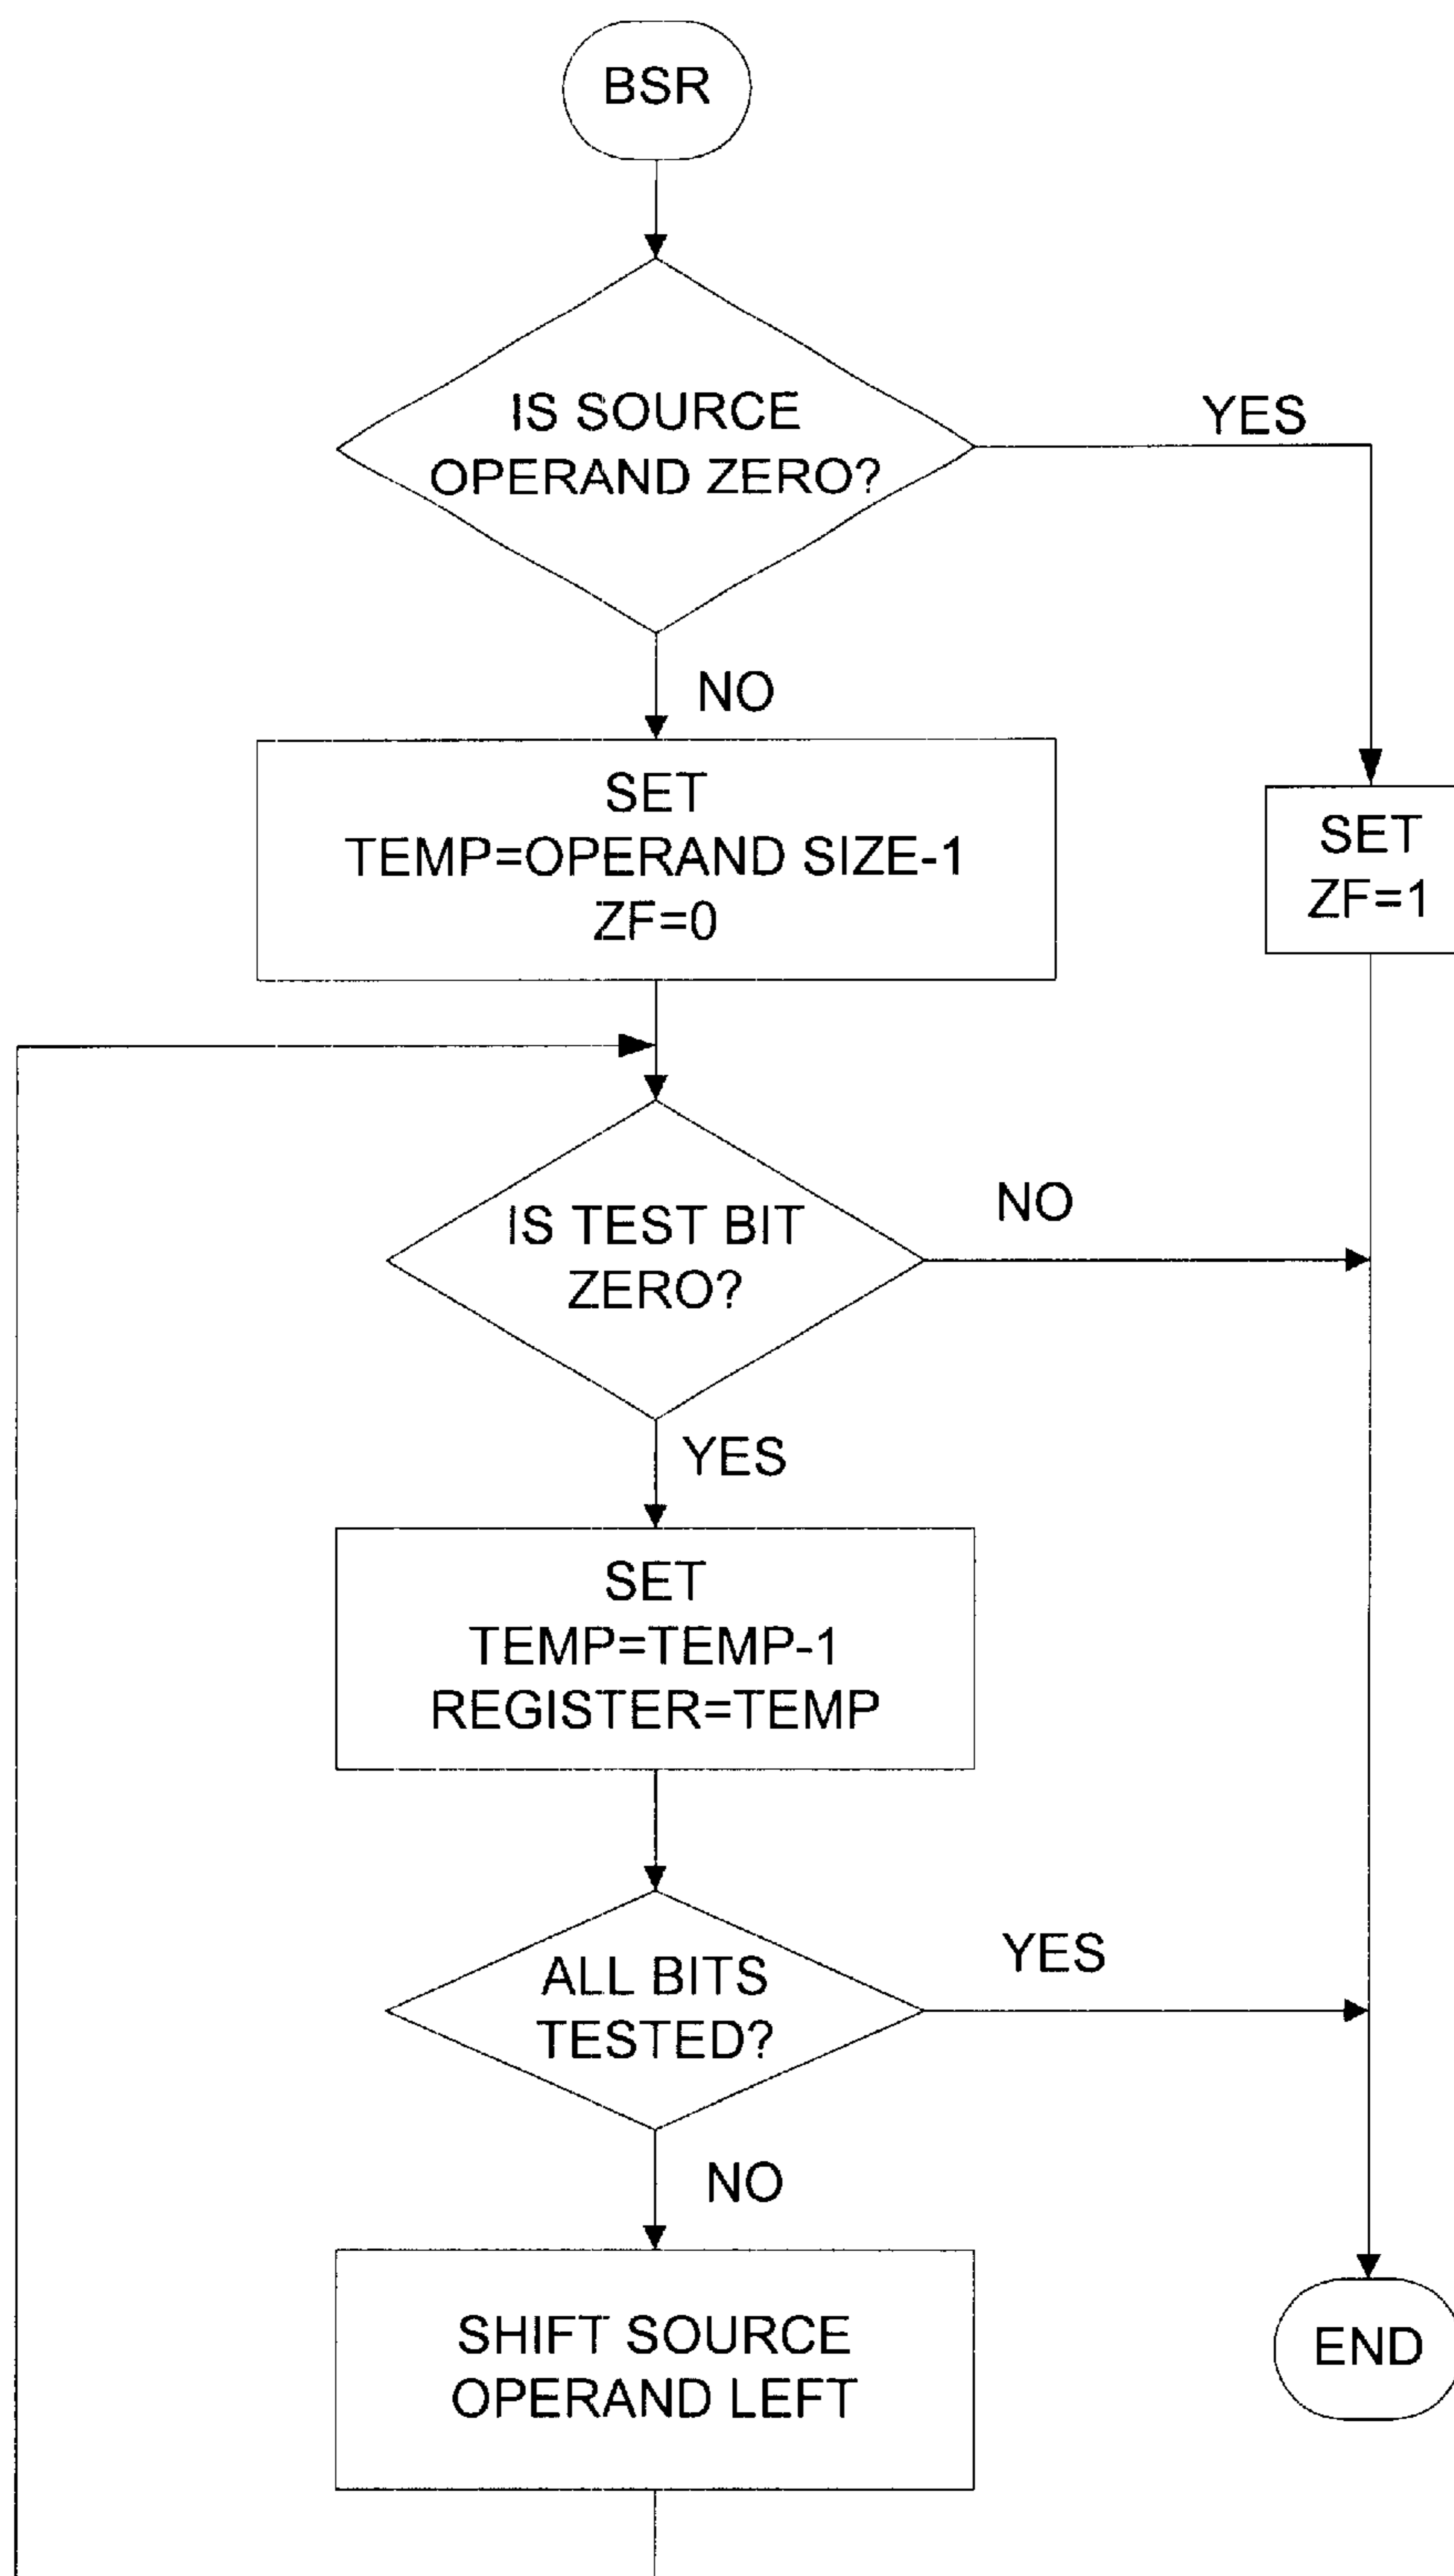 BSR
IS SOURCE
OPERAND ZERO?
YES
NO
SET
TEMP=OPERAND SIZE-1
ZF=0
SET
ZF=1
IS TEST BIT
ZERO?
NO
YES
SET
TEMP=TEMP-1
REGISTER=TEMP
ALL BITS
TESTED?
YES
NO
SHIFT SOURCE
OPERAND LEFT
END